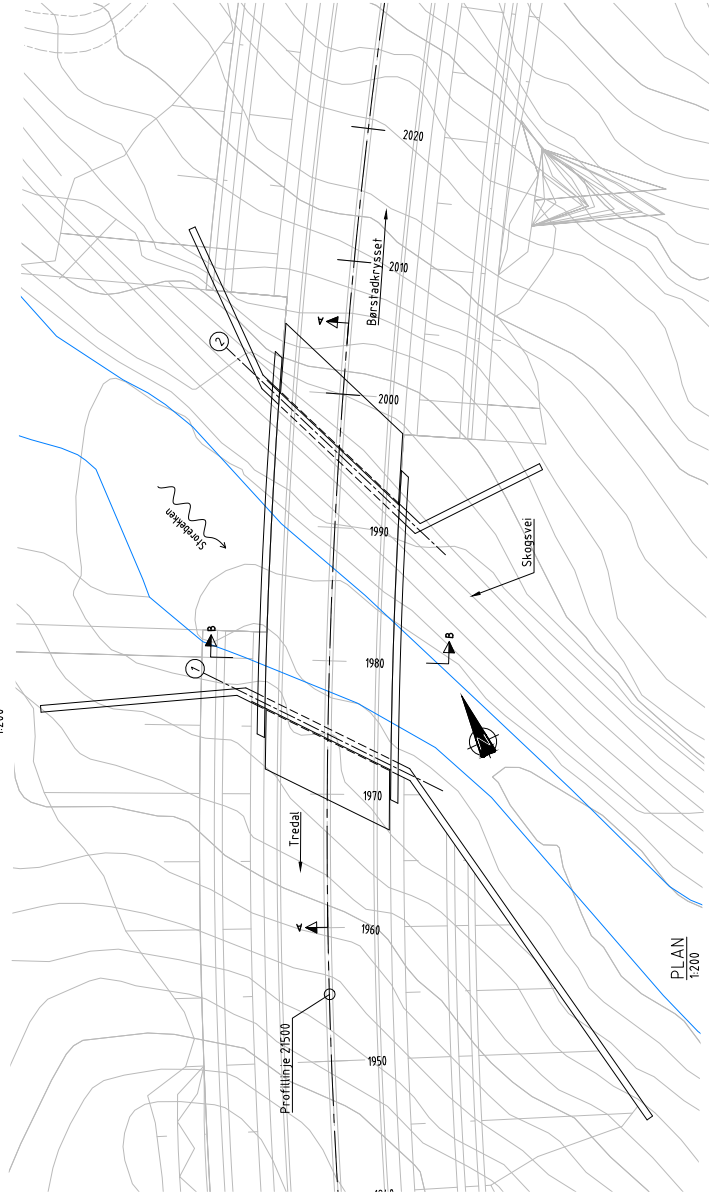 2020
2010
Børstadkrysset
A
2
2000
1990
Storebekken
Skogsvei
B
B
1
1980
N
1970
Tredal
A
1960
PLAN
1:200
Profillinje 21500
1950